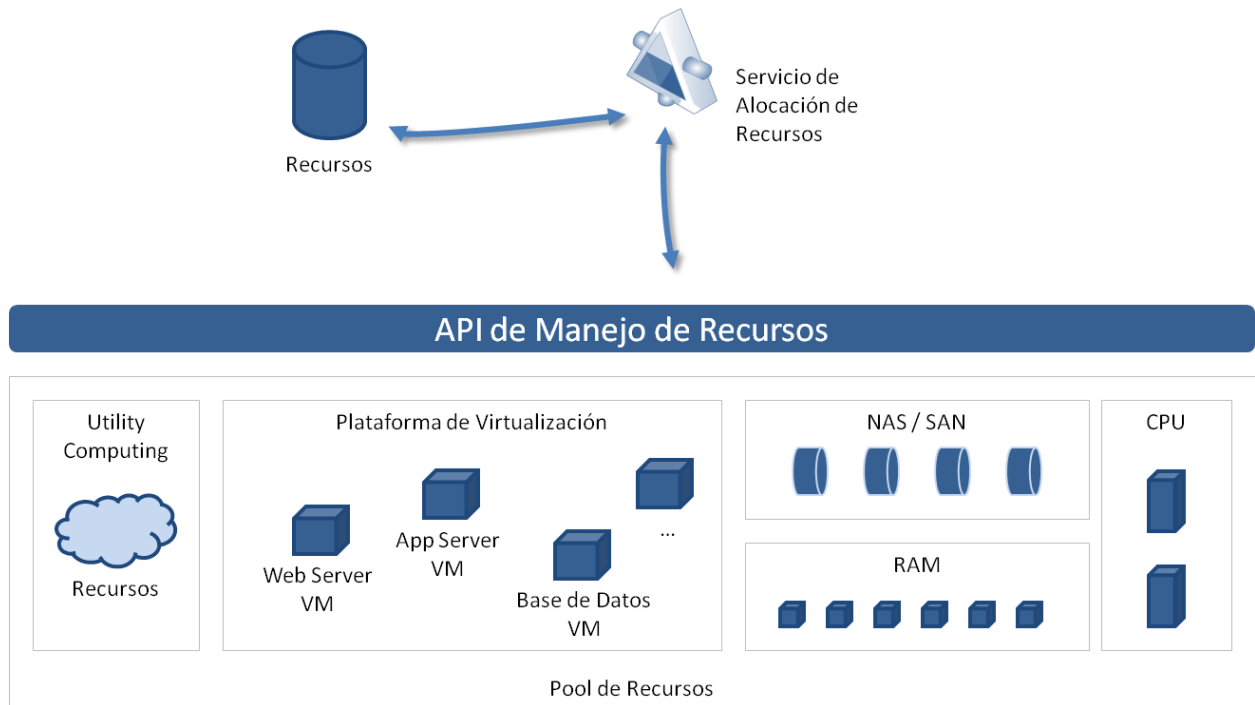 Recursos
Servicio de
Alocación de
Recursos
API de Manejo de Recursos
Utility
Computing
Recursos
Plataforma de Virtualización
Web Server
VM
App Server
VM
Base de Datos
VM
...
NAS / SAN
RAM
CPU
Pool de Recursos